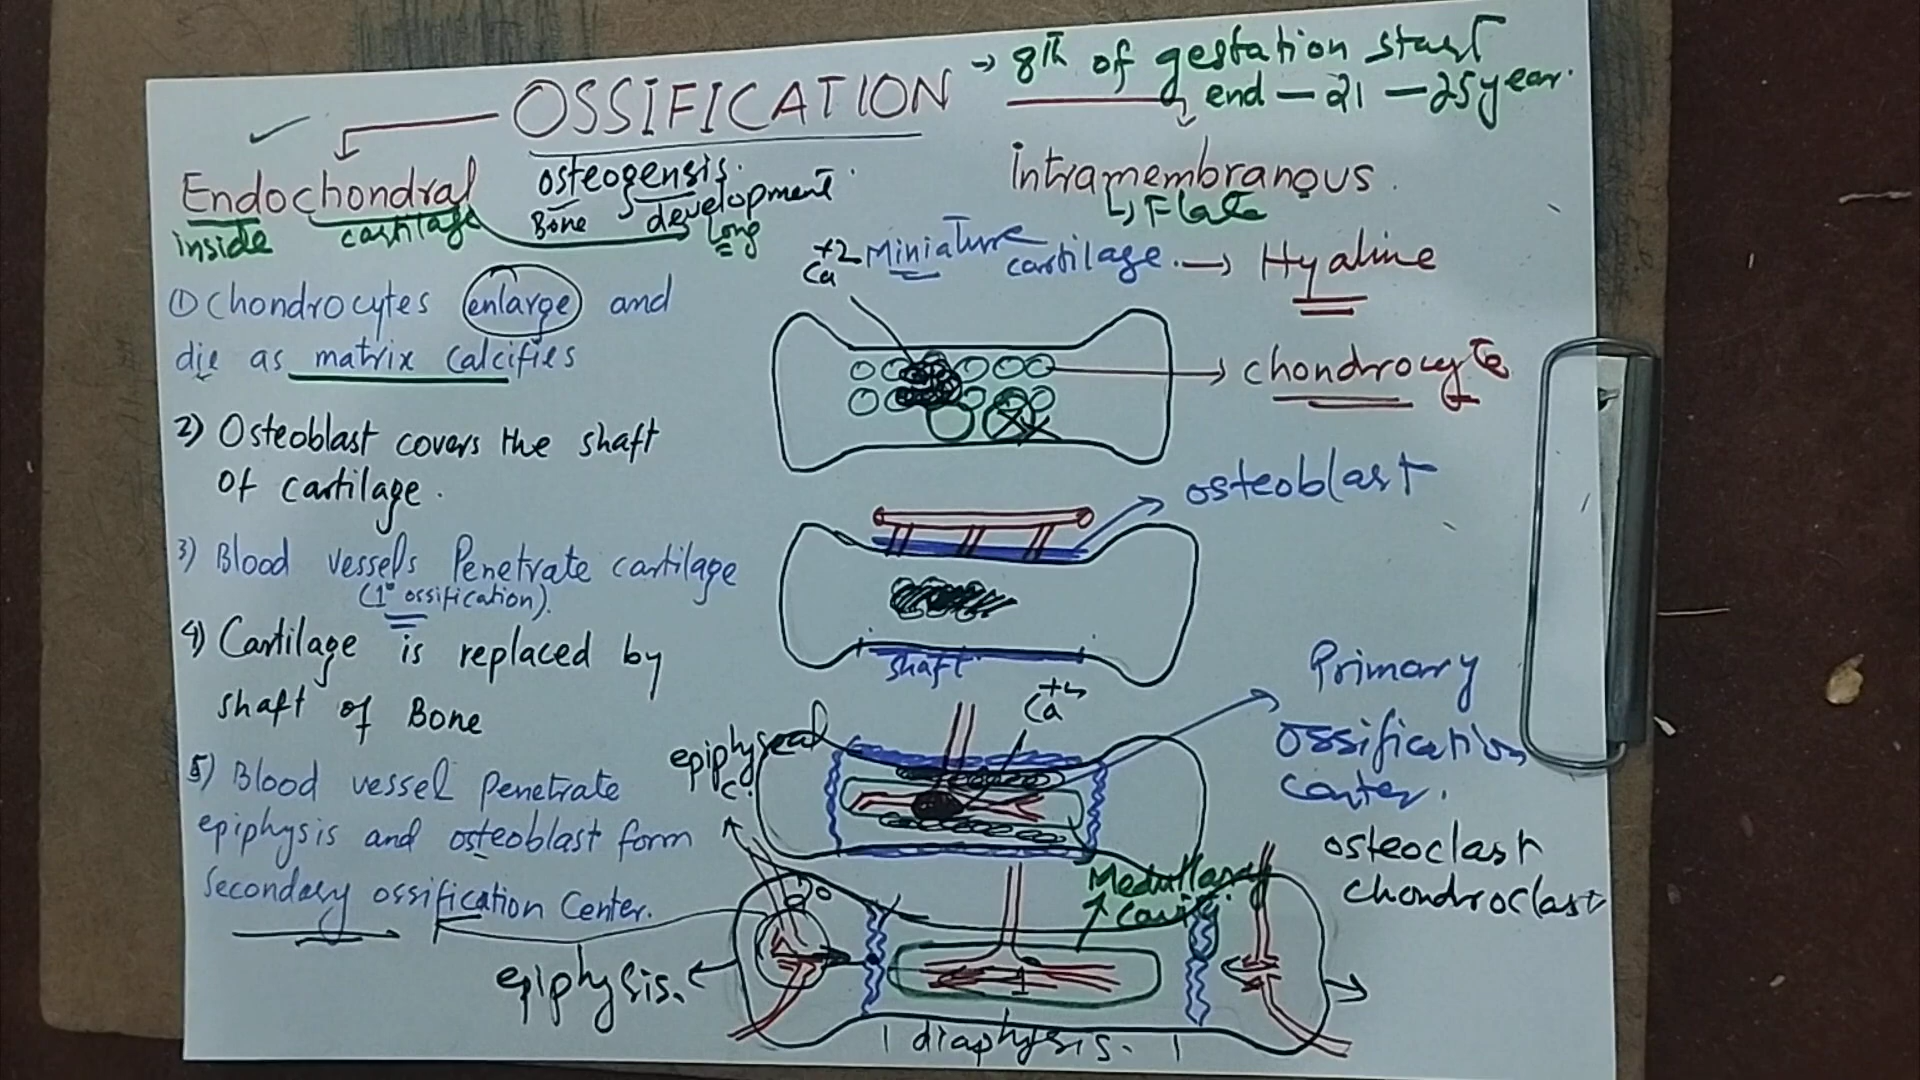 OSSIFICATION
→ 8th of gestation start
end – 21 – 25 year.
Endochondral
inside cartilage
osteogensis.
Bone development
Long
intramembranous.
↳ Flate
Ca+2
Miniature cartilage. → Hyaline
① Chondrocytes enlarge and
die as matrix calcifies
chondrocyte
2) Osteoblast covers the shaft
of cartilage.
osteoblast
3) Blood vessels Penetrate cartilage
(1° ossification).
shaft
4) Cartilage is replaced by
shaft of Bone
Ca
Primary
Ossification
Center.
epiphyseal
C.
5) Blood vessel penetrate
epiphysis and osteoblast form
Secondary ossification Center.
osteoclast
chondroclast
Medullary
Cavity.
2°
1
epiphysis.
diaphysis.